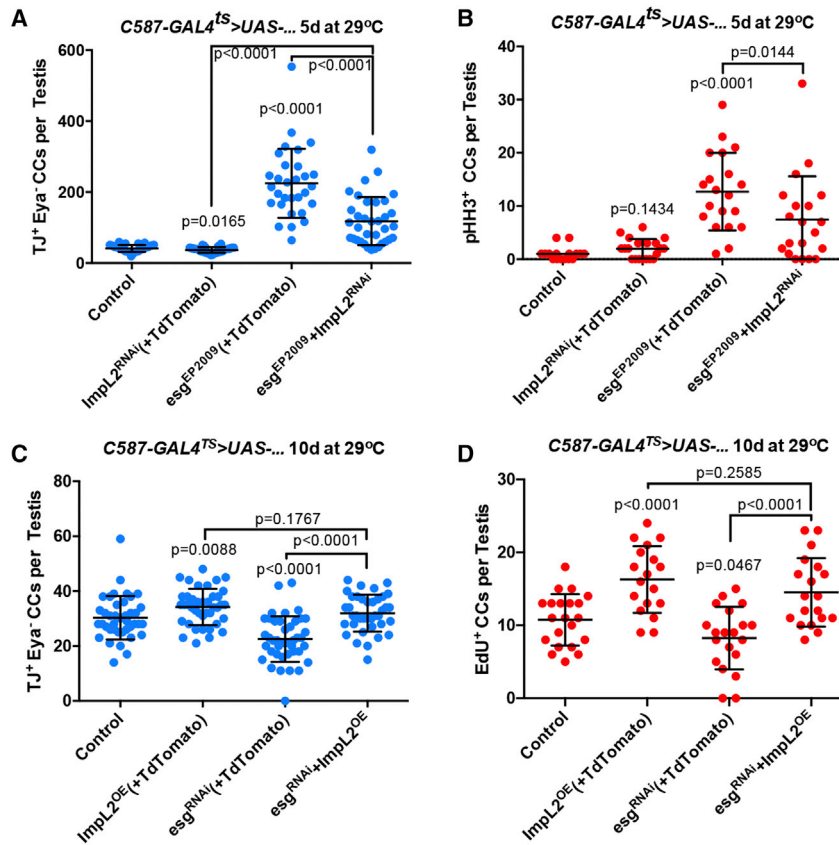 A
C587-GAL4ts>UAS-... 5d at 29ºC
p<0.0001
p<0.0001
p<0.0001
p=0.0165
TJ+ Eya- CCs per Testis
600
400
200
0
Control
ImpL2RNAi(+TdTomato)
esgEP2009(+TdTomato)
esgEP2009+ImpL2RNAi
B
C587-GAL4ts>UAS-... 5d at 29ºC
p=0.0144
p<0.0001
p=0.1434
pHH3+ CCs per Testis
40
30
20
10
0
Control
ImpL2RNAi(+TdTomato)
esgEP2009(+TdTomato)
esgEP2009+ImpL2RNAi
C
C587-GAL4TS>UAS-... 10d at 29ºC
p=0.1767
p<0.0001
p=0.0088
p<0.0001
TJ+ Eya- CCs per Testis
80
60
40
20
0
Control
ImpL2OE(+TdTomato)
esgRNAi(+TdTomato)
esgRNAi+ImpL2OE
D
C587-GAL4TS>UAS-... 10d at 29ºC
p=0.2585
p<0.0001
p<0.0001
p=0.0467
EdU+ CCs per Testis
30
20
10
0
Control
ImpL2OE(+TdTomato)
esgRNAi(+TdTomato)
esgRNAi+ImpL2OE